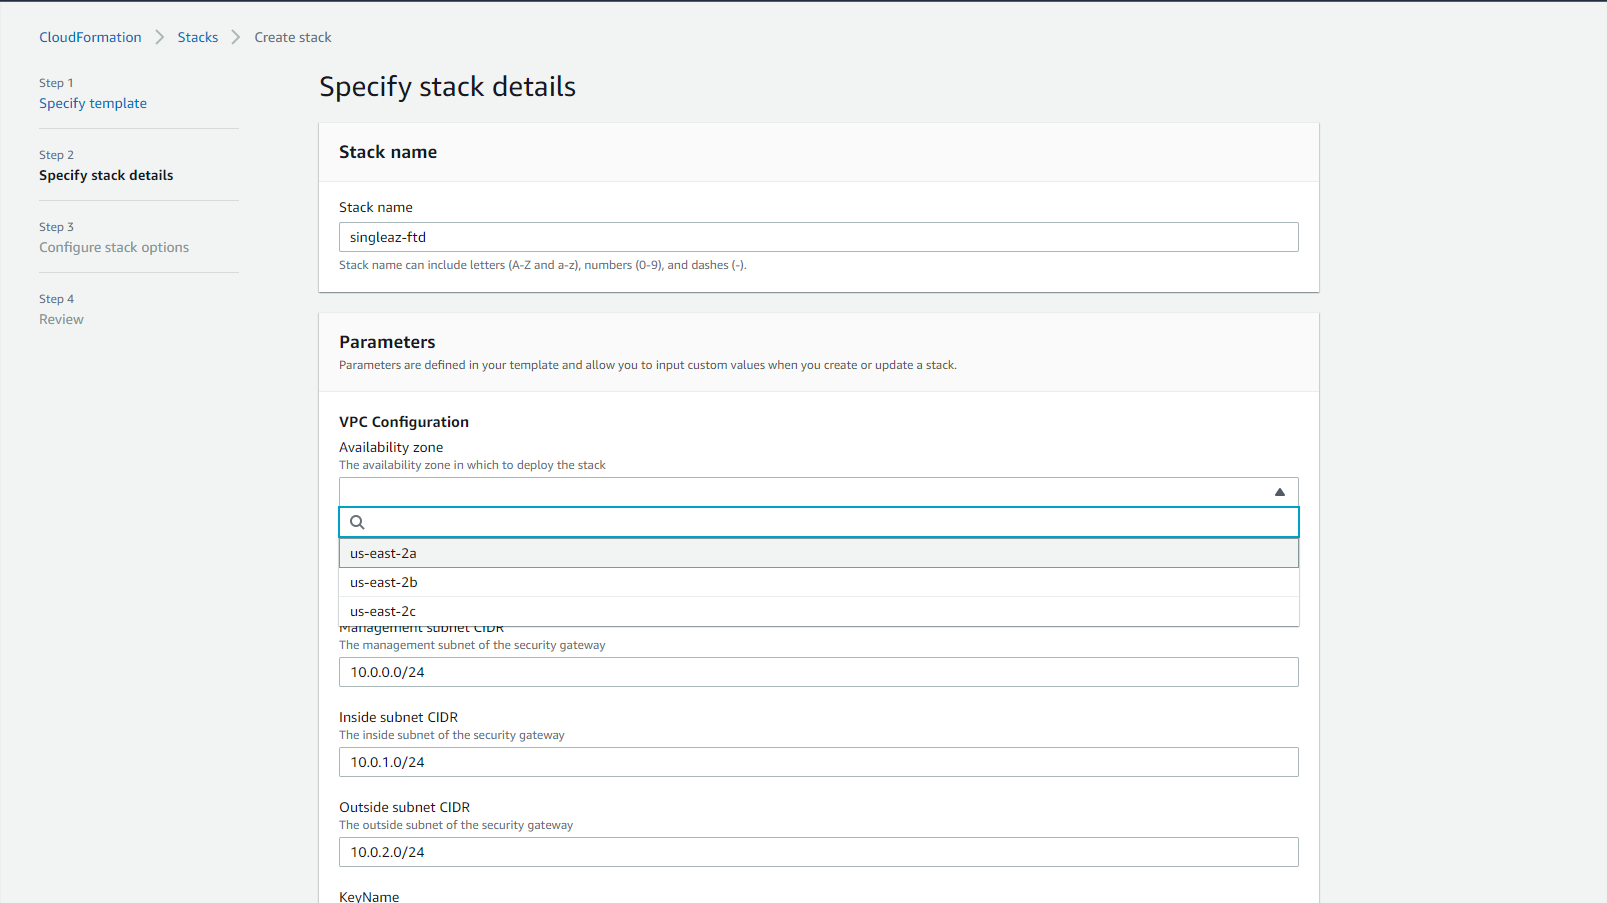 CloudFormation > Stacks > Create stack
Step 1
Specify template
Step 2
Specify stack details
Step 3
Configure stack options
Step 4
Review
Specify stack details
Stack name
Stack name
singleaz-ftd
Stack name can include letters (A-Z and a-z), numbers (0-9), and dashes (-).
Parameters
Parameters are defined in your template and allow you to input custom values when you create or update a stack.
VPC Configuration
Availability zone
The availability zone in which to deploy the stack
us-east-2a
us-east-2b
us-east-2c
Management subnet CIDR
The management subnet of the security gateway
10.0.0.0/24
Inside subnet CIDR
The inside subnet of the security gateway
10.0.1.0/24
Outside subnet CIDR
The outside subnet of the security gateway
10.0.2.0/24
KeyName